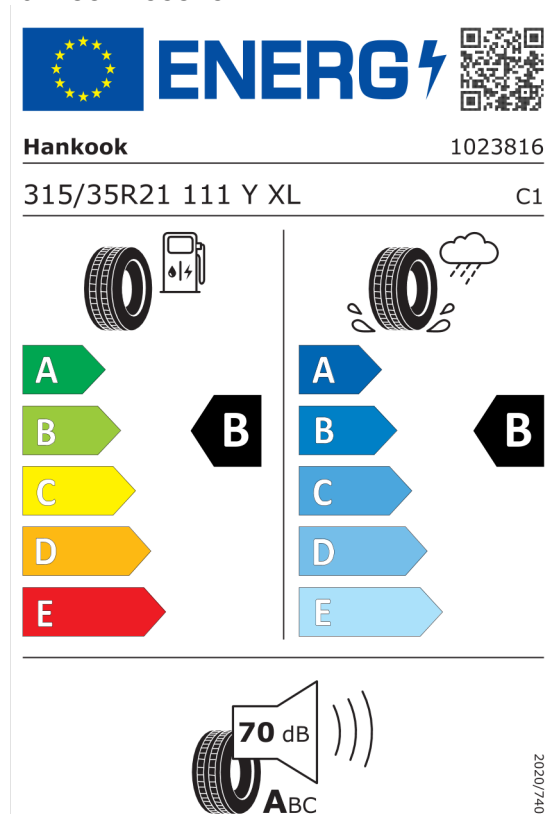 ENERG
Hankook 1023816
315/35R21 111 Y XL C1
A A
B B B B
C C
D D
E E
70 dB
ABC
2020/740